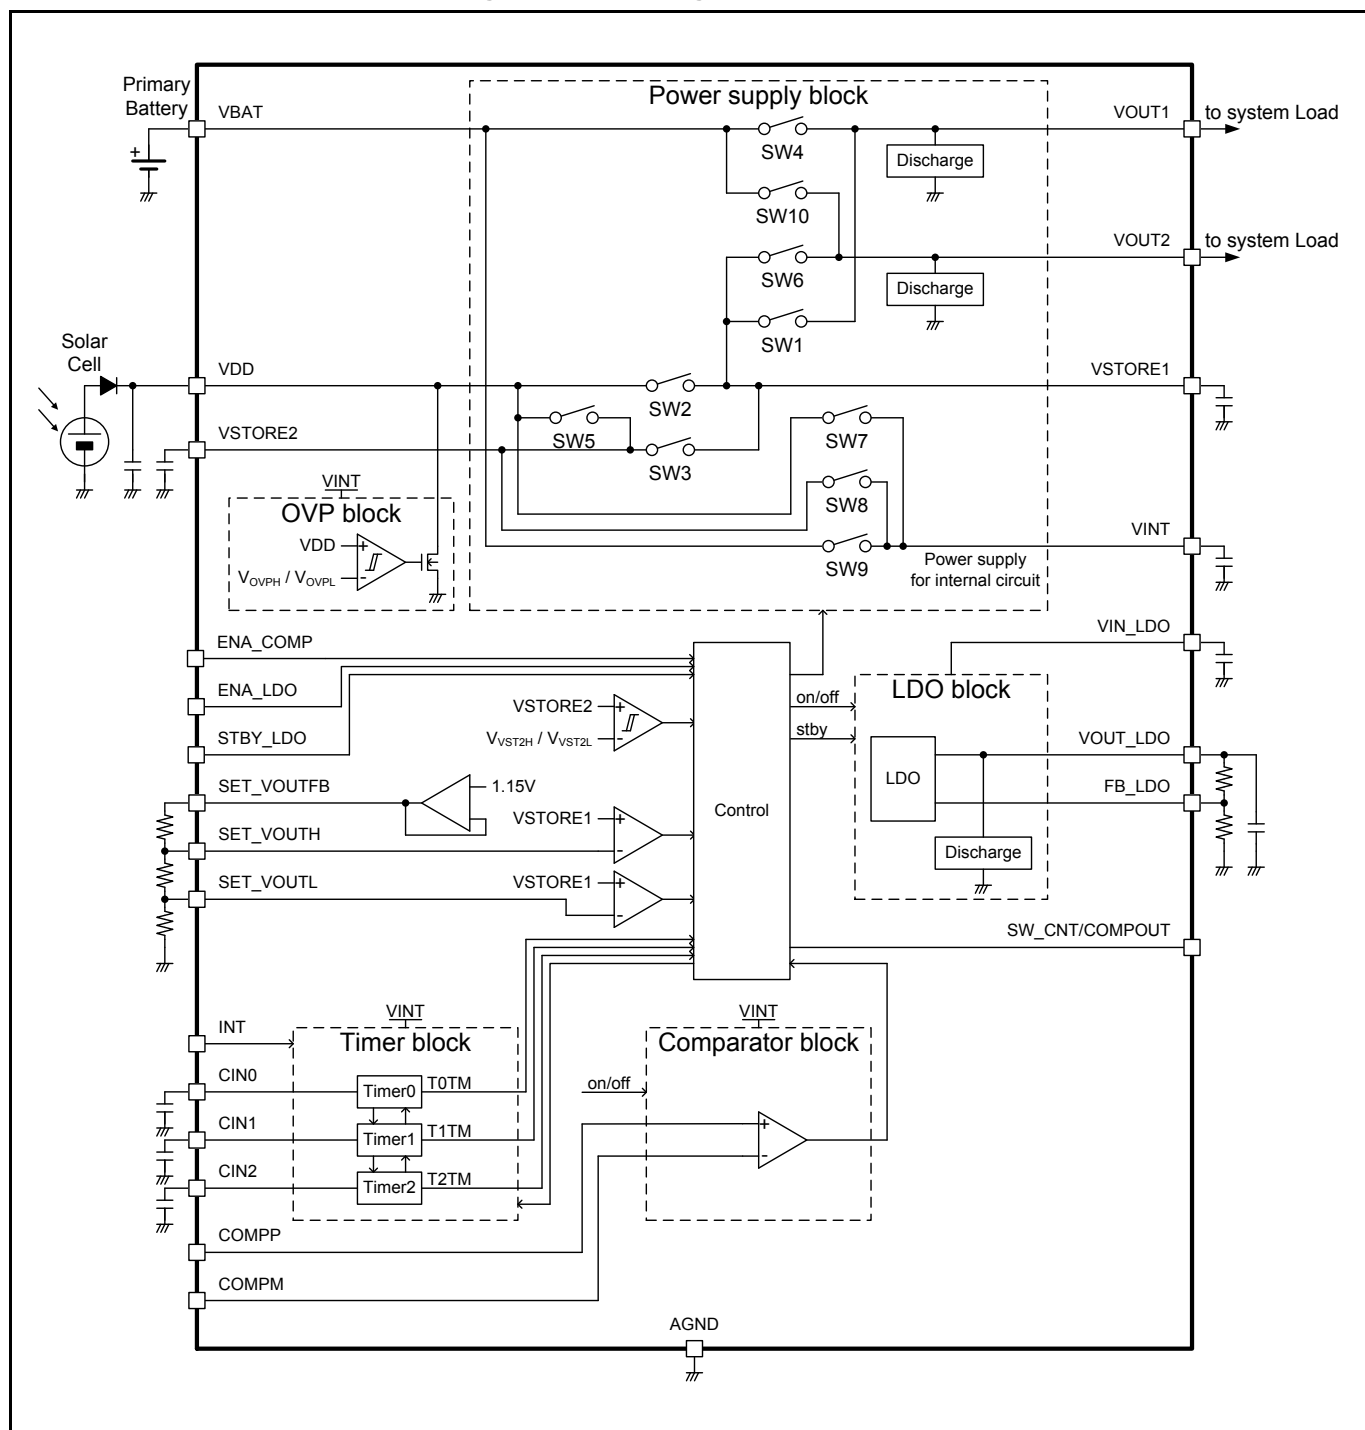 Primary
Battery
VBAT
Power supply block
VOUT1
to system Load
+
SW4
Discharge
SW10
VOUT2
to system Load
SW6
Discharge
SW1
Solar
Cell
VDD
VSTORE1
SW2
VSTORE2
SW5
SW3
SW7
VINT
OVP block
SW8
VDD
+
VOVPH / VOVPL
-
VINT
SW9
Power supply
for internal circuit
ENA_COMP
VIN_LDO
ENA_LDO
on/off
LDO block
VSTORE2
+
STBY_LDO
VVST2H / VVST2L
-
stby
VOUT_LDO
LDO
SET_VOUTFB
1.15V
FB_LDO
Control
VSTORE1
+
SET_VOUTH
-
Discharge
SET_VOUTL
VSTORE1
+
-
SW_CNT/COMPOUT
VINT
VINT
INT
Timer block
Comparator block
CIN0
Timer0
T0TM
on/off
CIN1
Timer1
T1TM
+
-
CIN2
Timer2
T2TM
COMPP
COMPM
AGND